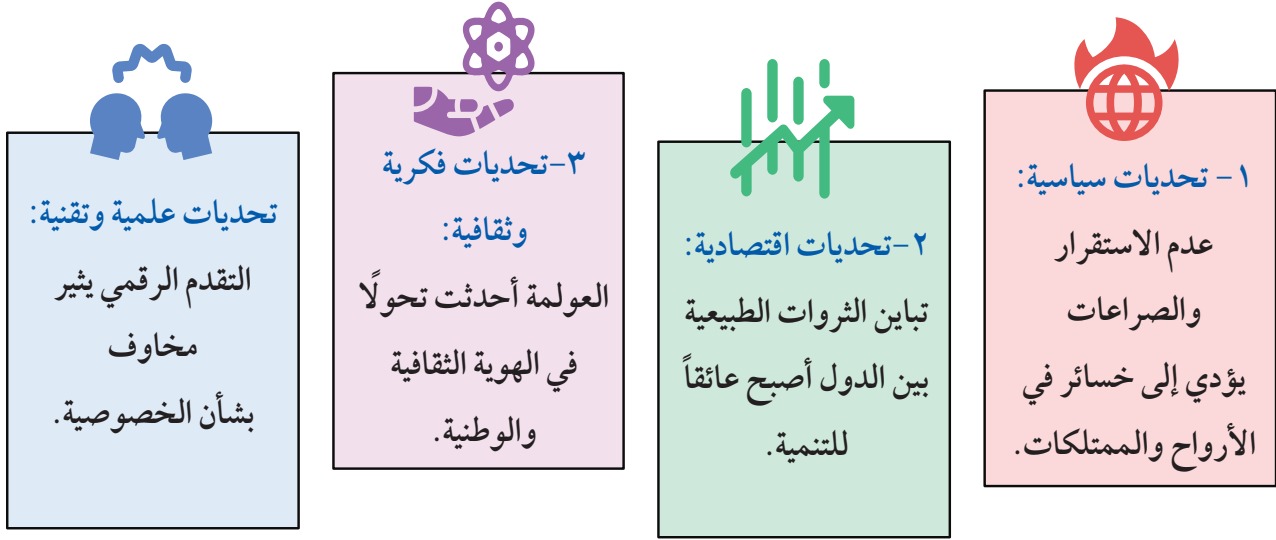 ١- تحديات سياسية:
عدم الاستقرار
والصراعات
يؤدي إلى خسائر في
الأرواح والممتلكات.
٢-تحديات اقتصادية:
تباين الثروات الطبيعية
بين الدول أصبح عائقاً
للتنمية.
٣-تحديات فكرية
وثقافية:
العولمة أحدثت تحولًا
في الهوية الثقافية
والوطنية.
تحديات علمية وتقنية:
التقدم الرقمي يثير
مخاوف
بشأن الخصوصية.